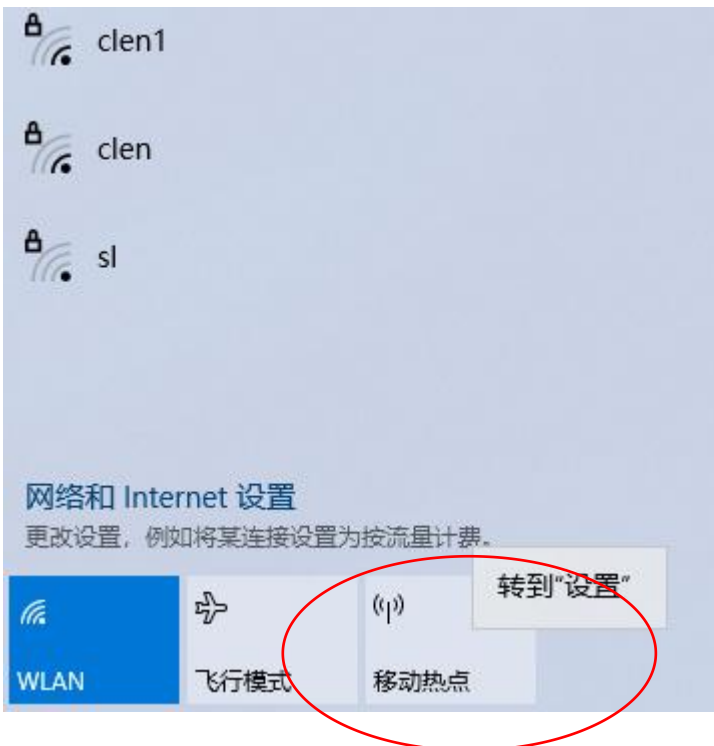 clen1
clen
sl
网络和 Internet 设置
更改设置，例如将某连接设置为按流量计费。
转到"设置"
WLAN
飞行模式
移动热点